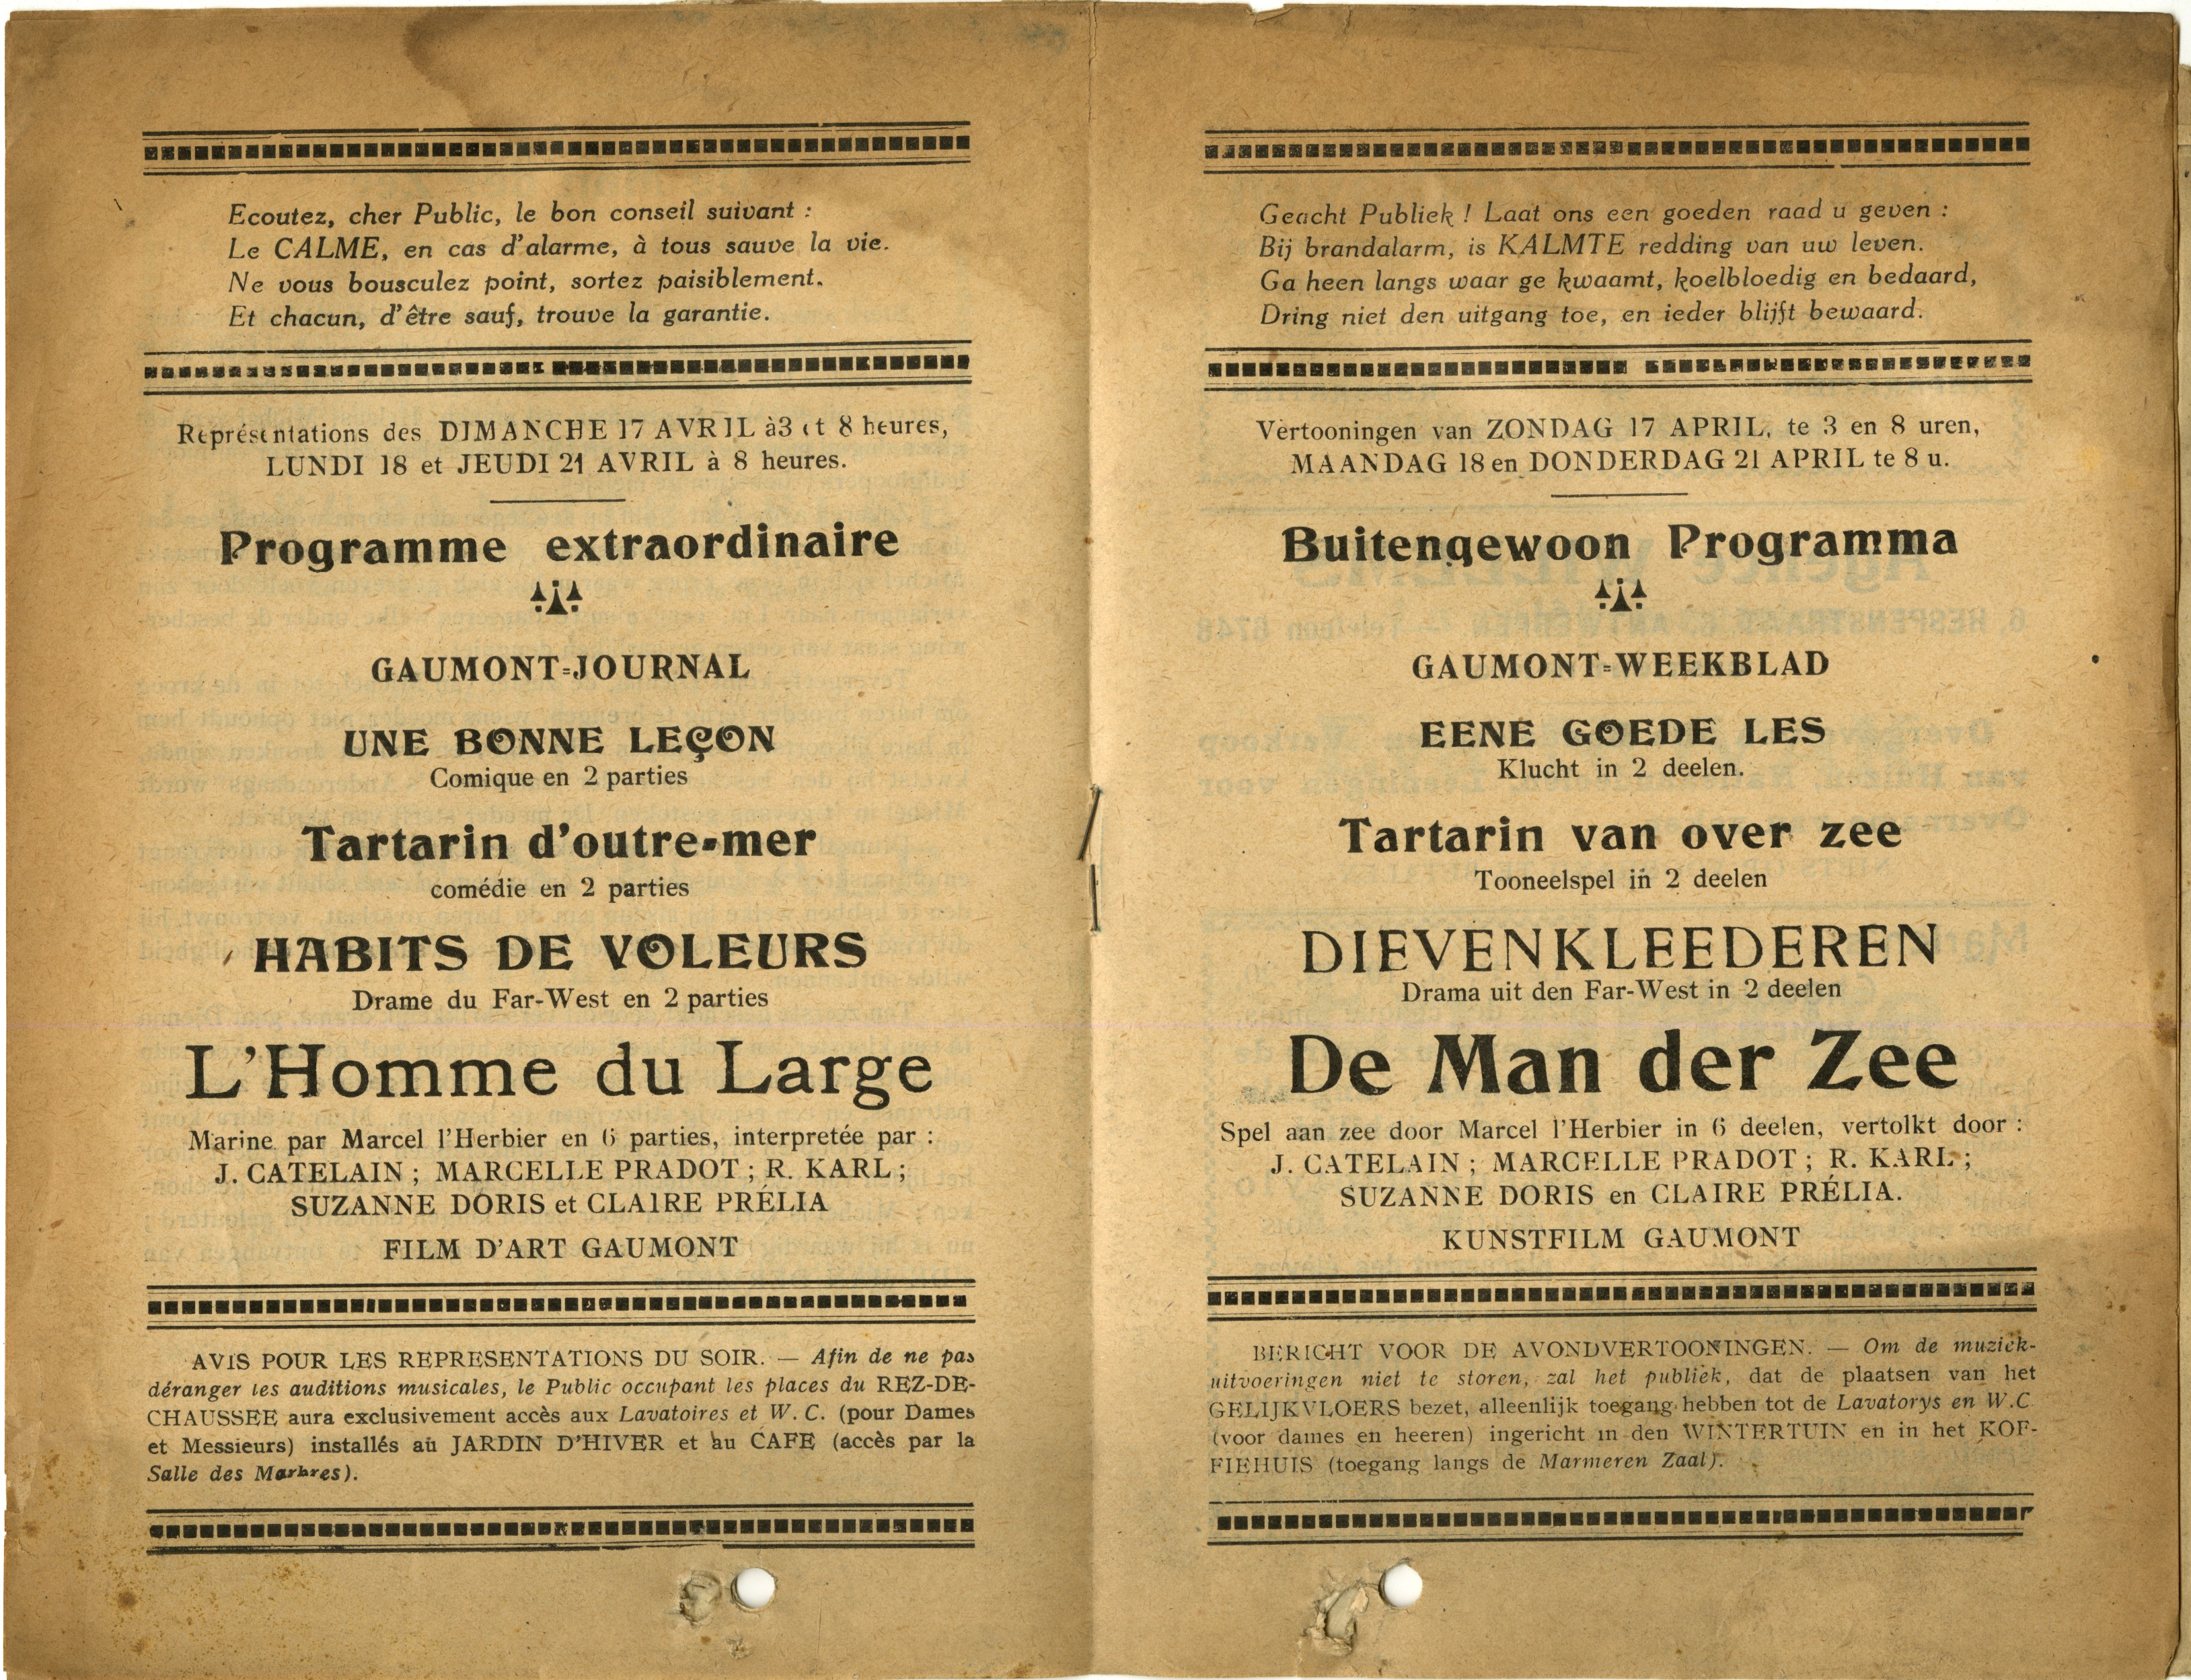 Ecoutez, cher Public, le bon conseil suivant :
Le CALME, en cas d'alarme, à tous sauve la vie.
Ne vous bousculez point, sortez paisiblement.
Et chacun, d'être sauf, trouve la garantie.
Représentations des DIMANCHE 17 AVRIL à 3 et 8 heures,
LUNDI 18 et JEUDI 21 AVRIL à 8 heures.
Programme extraordinaire
GAUMONT=JOURNAL
UNE BONNE LEÇON
Comique en 2 parties
Tartarin d'outre-mer
comédie en 2 parties
HABITS DE VOLEURS
Drame du Far-West en 2 parties
L'Homme du Large
Marine par Marcel l'Herbier en 6 parties, interpretée par :
J. CATELAIN ; MARCELLE PRADOT ; R. KARL ;
SUZANNE DORIS et CLAIRE PRÉLIA
FILM D'ART GAUMONT
AVIS POUR LES REPRESENTATIONS DU SOIR. — Afin de ne pas
déranger les auditions musicales, le Public occupant les places du REZ-DE-
CHAUSSEE aura exclusivement accès aux Lavatoires et W. C. (pour Dames
et Messieurs) installés au JARDIN D'HIVER et au CAFE (accès par la
Salle des Marbres).
Geacht Publiek ! Laat ons een goeden raad u geven :
Bij brandalarm, is KALMTE redding van uw leven.
Ga heen langs waar ge kwaamt, koelbloedig en bedaard,
Dring niet den uitgang toe, en ieder blijft bewaard.
Vertooningen van ZONDAG 17 APRIL, te 3 en 8 uren,
MAANDAG 18 en DONDERDAG 21 APRIL te 8 u.
Buitengewoon Programma
GAUMONT=WEEKBLAD
EENE GOEDE LES
Klucht in 2 deelen.
Tartarin van over zee
Tooneelspel in 2 deelen
DIEVENKLEEDEREN
Drama uit den Far-West in 2 deelen
De Man der Zee
Spel aan zee door Marcel l'Herbier in 6 deelen, vertolkt door :
J. CATELAIN ; MARCELLE PRADOT ; R. KARL ;
SUZANNE DORIS en CLAIRE PRÉLIA.
KUNSTFILM GAUMONT
BERICHT VOOR DE AVONDVERTOONINGEN. — Om de muziek-
uitvoeringen niet te storen, zal het publiek, dat de plaatsen van het
GELIJKVLOERS bezet, alleenlijk toegang hebben tot de Lavatorys en W.C
(voor dames en heeren) ingericht in den WINTERTUIN en in het KOF-
FIEHUIS (toegang langs de Marmeren Zaal).